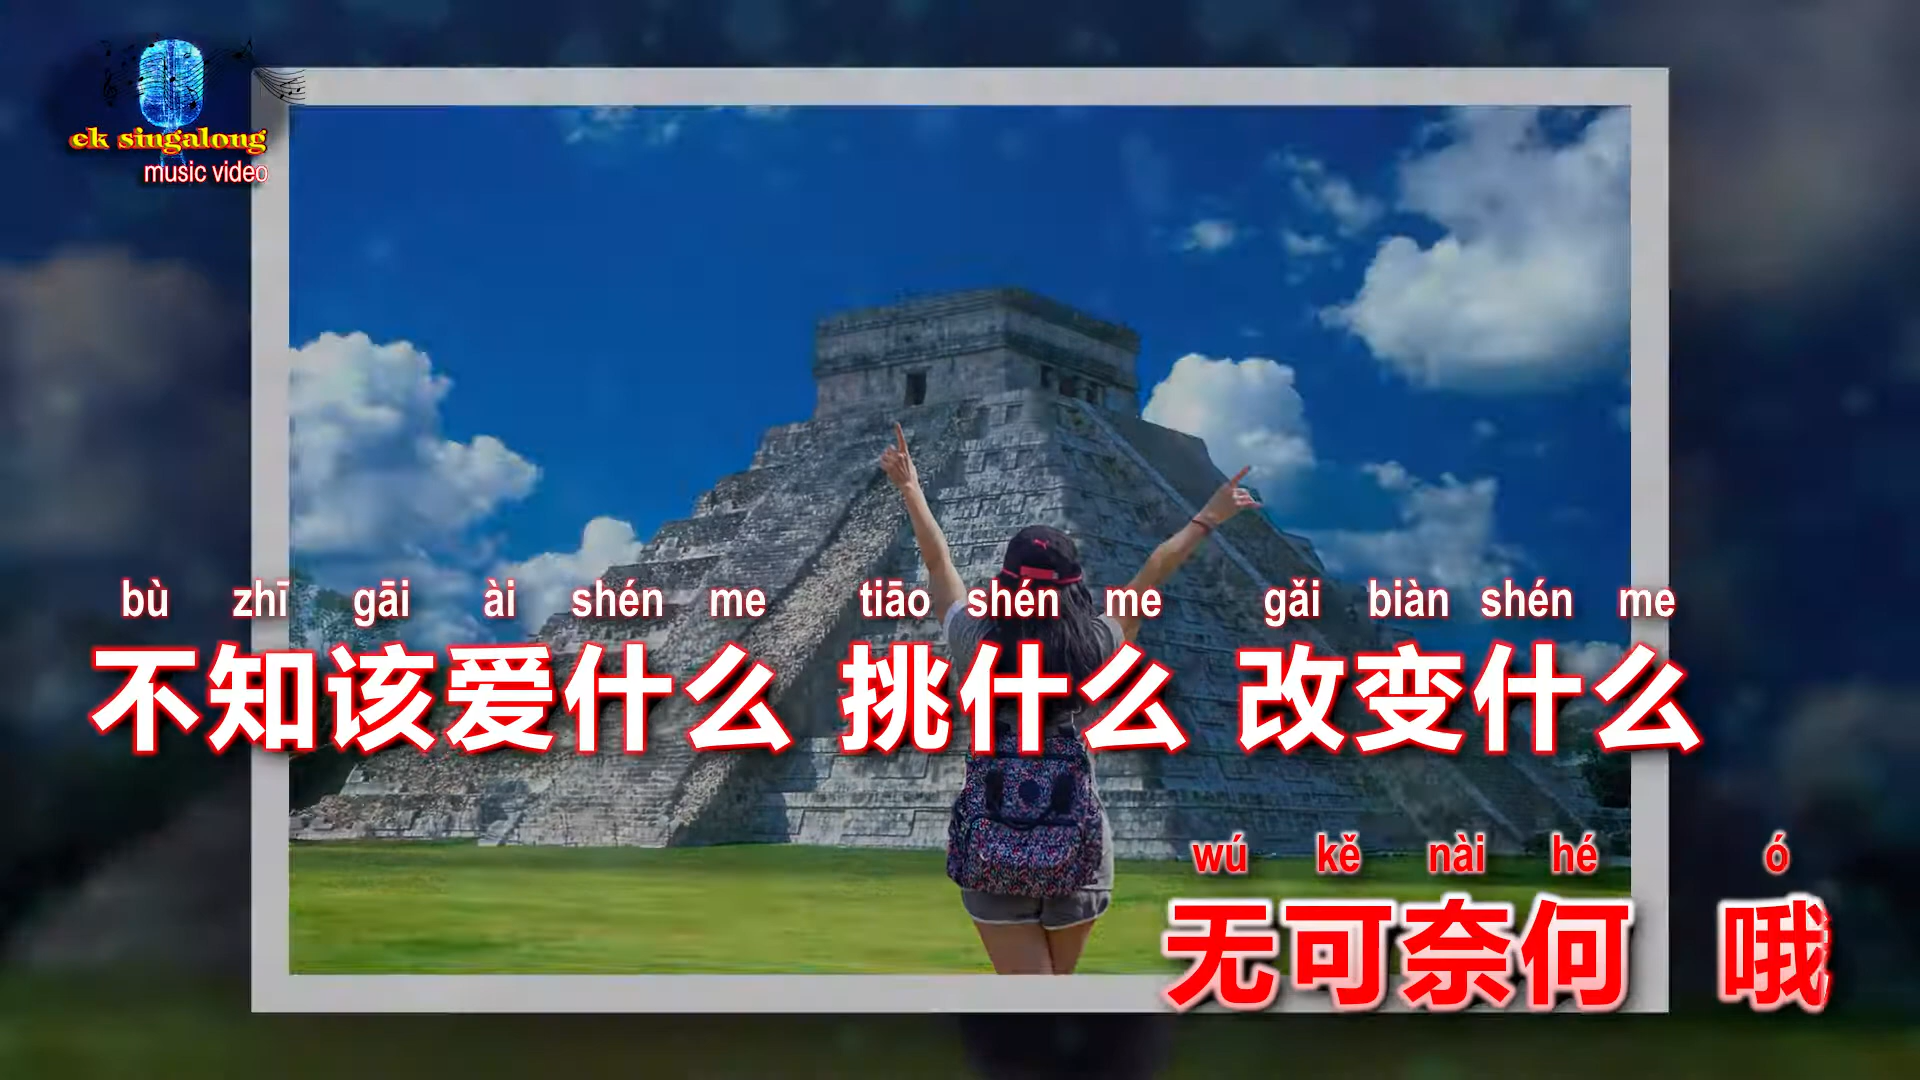 ek singalong
music video
bù zhī gāi ài shén me tiāo shén me gǎi biàn shén me
不知该爱什么 挑什么 改变什么
wú kě nài hé ó
无可奈何 哦